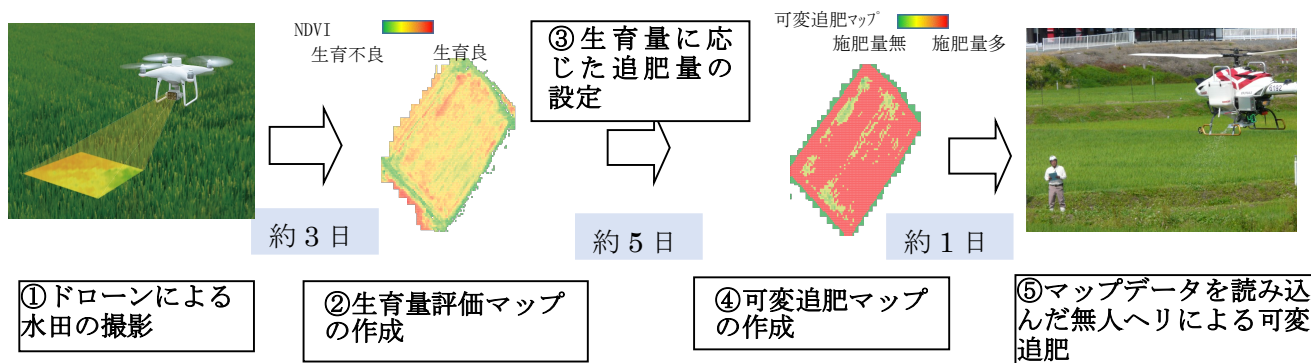 NDVI
生育不良 生育良
③生育量に応
じた追肥量の
設定
可変追肥ﾏｯﾌﾟ
施肥量無 施肥量多
約3日
約5日
約1日
①ドローンによる
水田の撮影
②生育量評価マップ
の作成
④可変追肥マップ
の作成
⑤マップデータを読み込
んだ無人ヘリによる可変
追肥